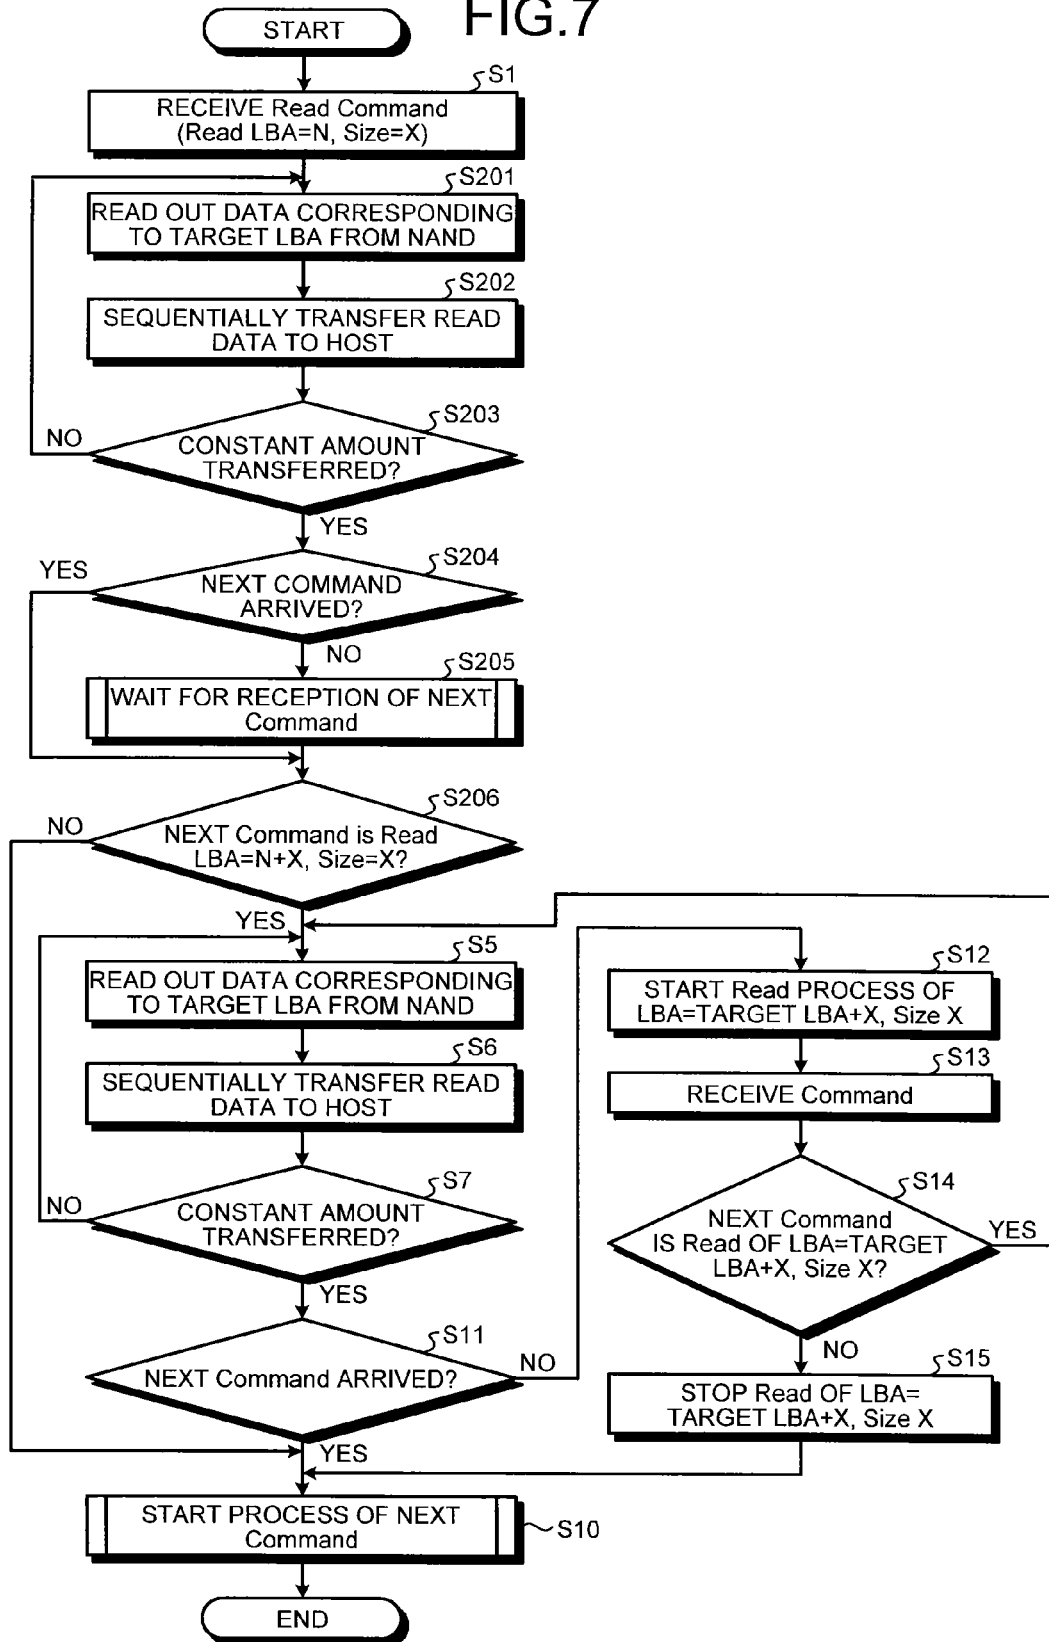 FIG.7
START
S1
RECEIVE Read Command
(Read LBA=N, Size=X)
S201
READ OUT DATA CORRESPONDING
TO TARGET LBA FROM NAND
S202
SEQUENTIALLY TRANSFER READ
DATA TO HOST
S203
CONSTANT AMOUNT
TRANSFERRED?
NO
YES
S204
NEXT COMMAND
ARRIVED?
YES
NO
S205
WAIT FOR RECEPTION OF NEXT
Command
S206
NEXT Command is Read
LBA=N+X, Size=X?
NO
YES
S5
READ OUT DATA CORRESPONDING
TO TARGET LBA FROM NAND
S6
SEQUENTIALLY TRANSFER READ
DATA TO HOST
S7
CONSTANT AMOUNT
TRANSFERRED?
NO
YES
S11
NEXT Command ARRIVED?
NO
YES
S12
START Read PROCESS OF
LBA=TARGET LBA+X, Size X
S13
RECEIVE Command
S14
NEXT Command
IS Read OF LBA=TARGET
LBA+X, Size X?
YES
NO
S15
STOP Read OF LBA=
TARGET LBA+X, Size X
START PROCESS OF NEXT
Command
S10
END